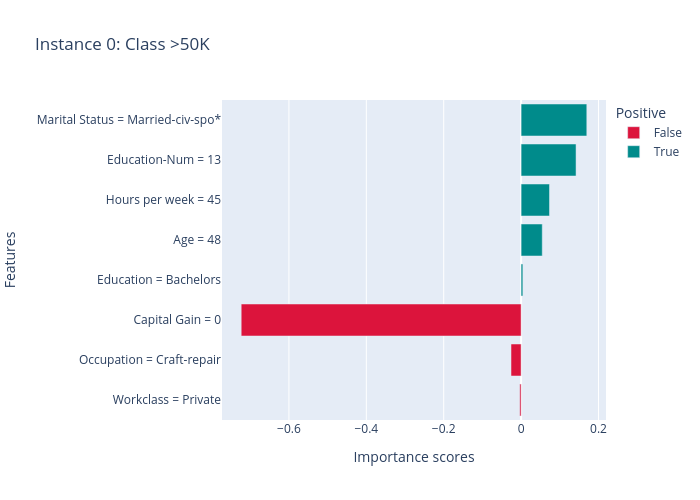 Instance 0: Class >50K
Positive
False
True
Features
Marital Status = Married-civ-spo*
Education-Num = 13
Hours per week = 45
Age = 48
Education = Bachelors
Capital Gain = 0
Occupation = Craft-repair
Workclass = Private
−0.6 −0.4 −0.2 0 0.2
Importance scores